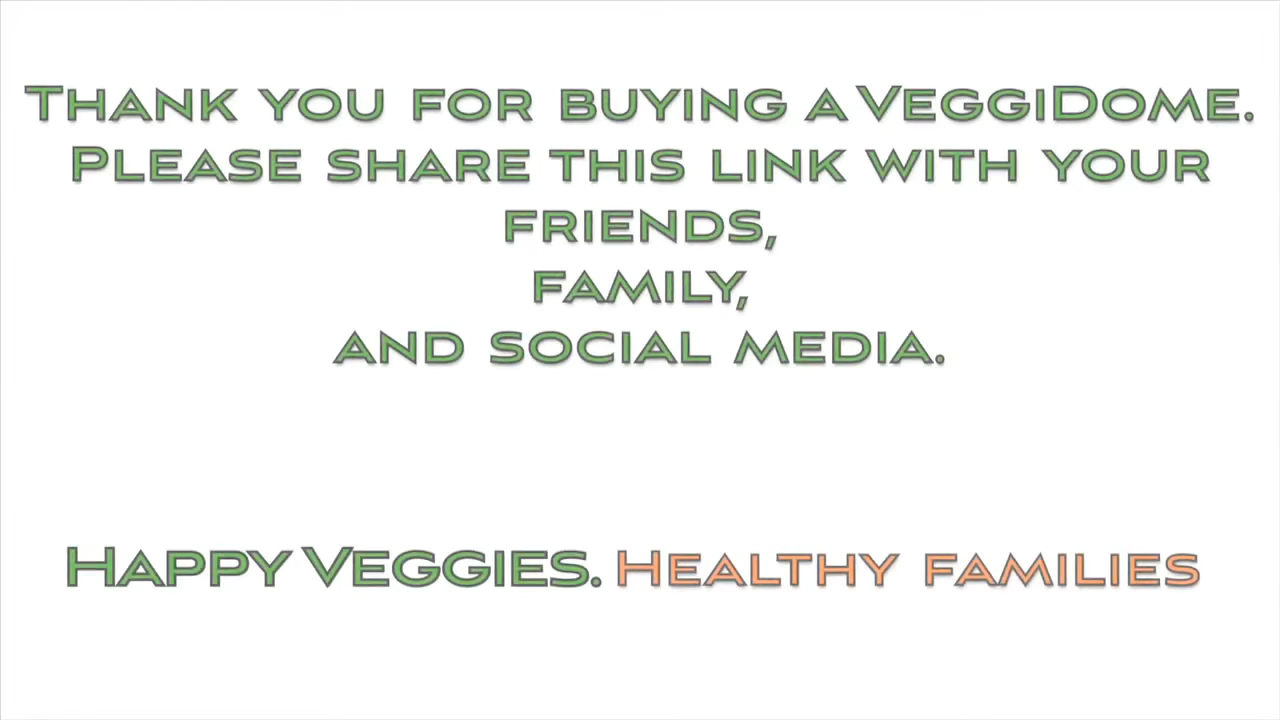 Thank you for buying a VeggiDome.
Please share this link with your
friends,
family,
and social media.
Happy Veggies. Healthy families